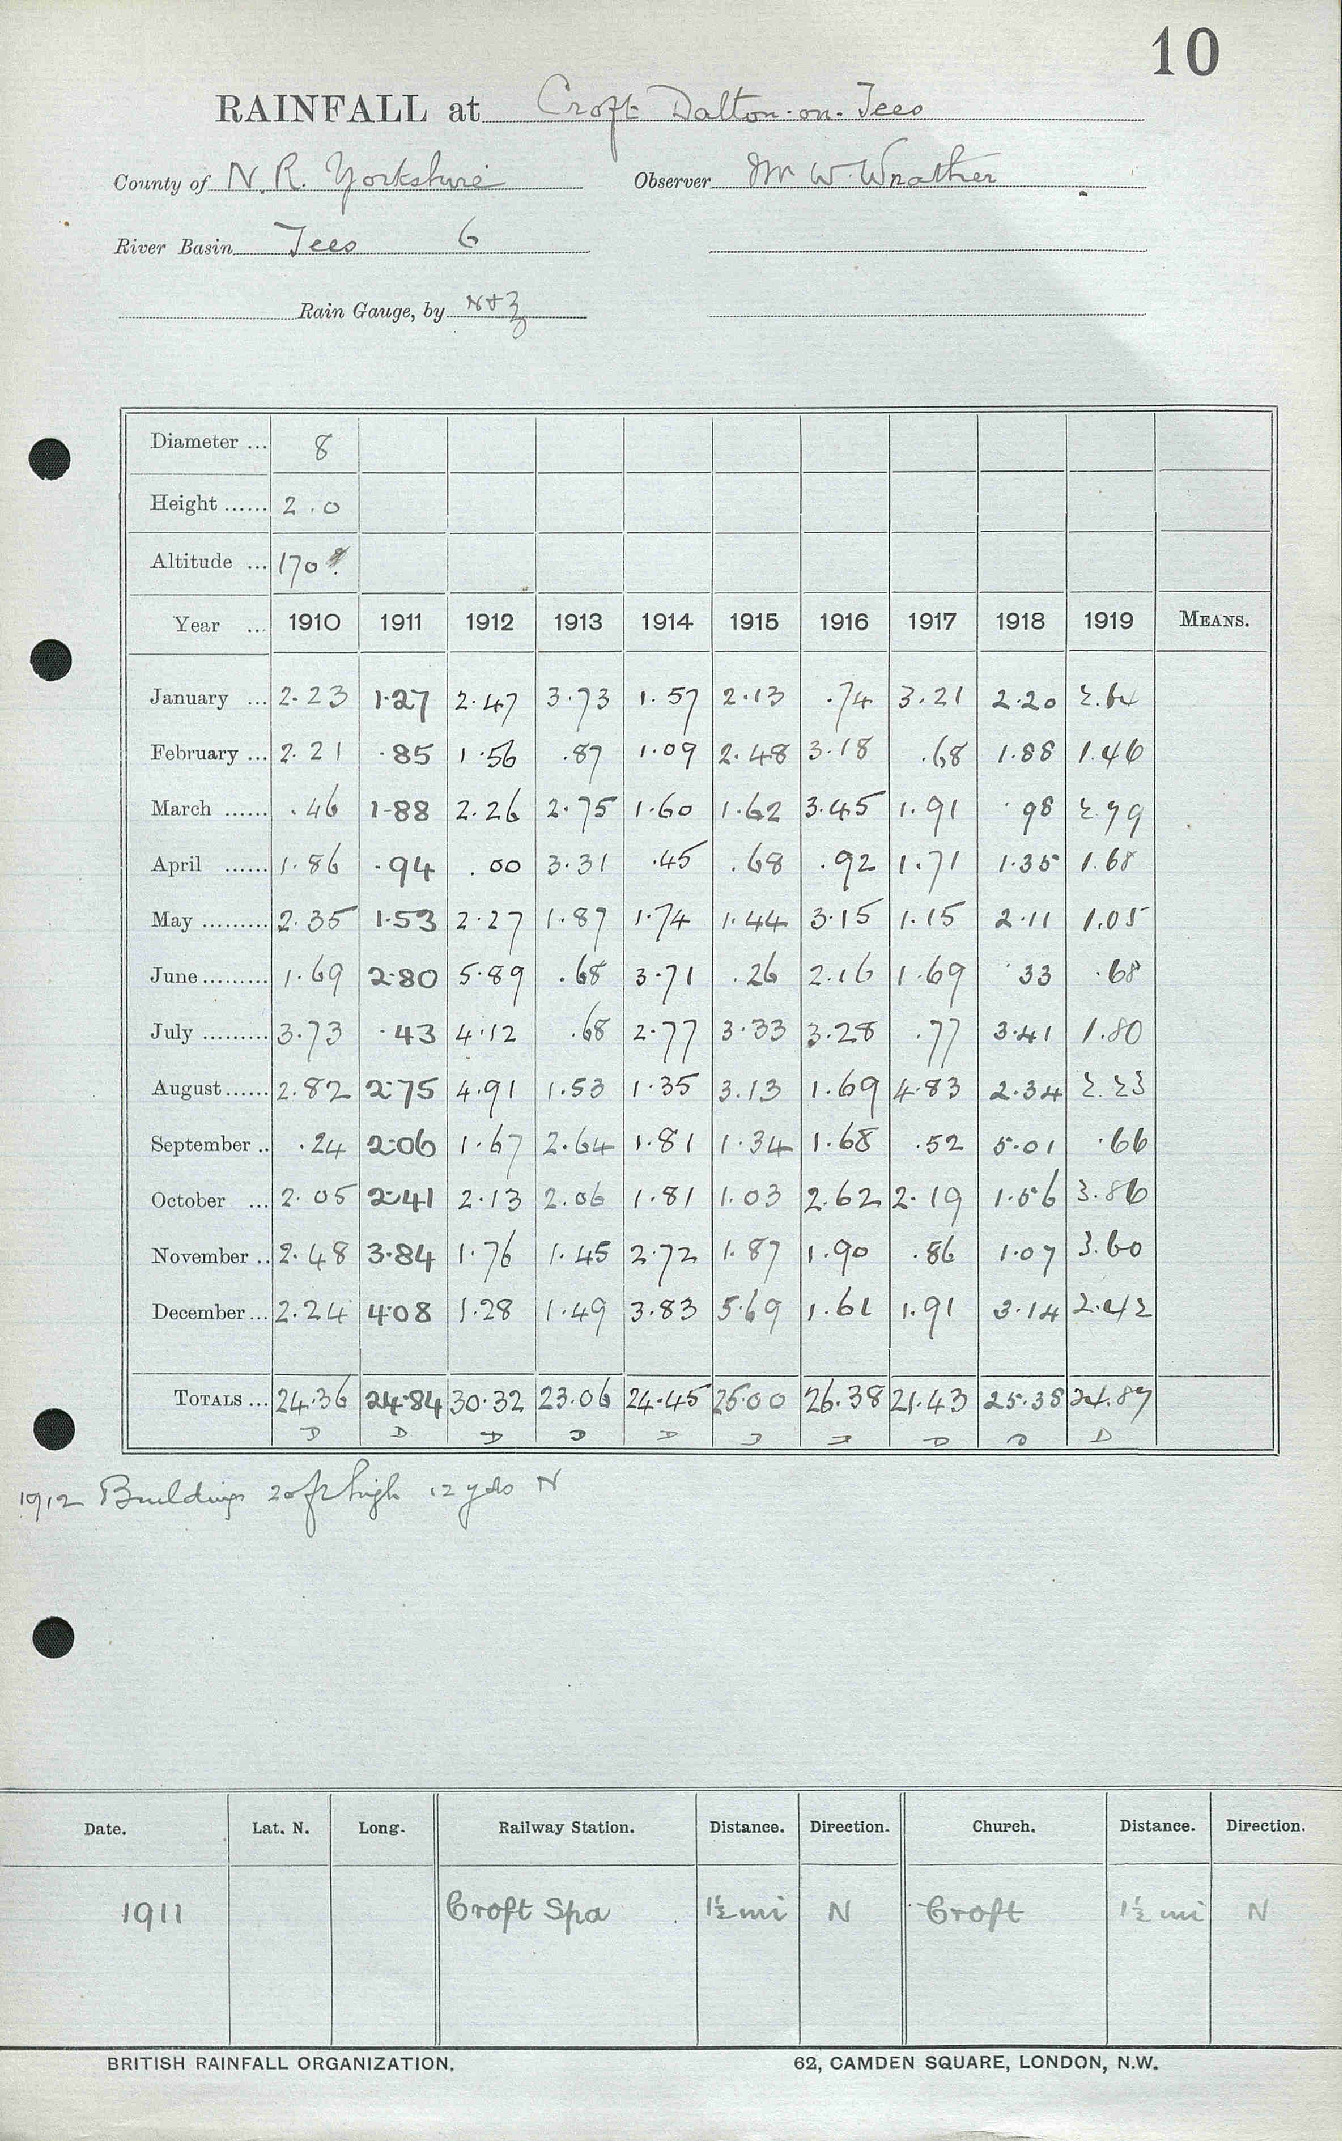 10
RAINFALL at Croft Dalton-on-Tees
County of N. R. Yorkshire Observer Mr W. Wrather
River Basin Tees 6
Rain Gauge, by N & Z
Diameter ... 8
Height ...... 2.0
Altitude ... 170
Year ... 1910 1911 1912 1913 1914 1915 1916 1917 1918 1919 MEANS.
January ... 2.23 1.27 2.47 3.73 1.57 2.13 .74 3.21 2.20 2.64
February ... 2.21 .85 1.56 .87 1.09 2.48 3.18 .68 1.88 1.46
March ...... .46 1.88 2.26 2.75 1.60 1.62 3.45 1.91 .98 2.79
April ...... 1.86 .94 .00 3.31 .45 .68 .92 1.71 1.35 1.68
May ......... 2.35 1.53 2.27 1.87 1.74 1.44 3.15 1.15 2.11 1.05
June ......... 1.69 2.80 5.89 .68 3.71 .26 2.16 1.69 .33 .68
July ......... 3.73 .43 4.12 .68 2.77 3.33 3.28 .77 3.41 1.80
August ...... 2.82 2.75 4.91 1.53 1.35 3.13 1.69 4.83 2.34 2.23
September .. .24 2.06 1.67 2.64 1.81 1.34 1.68 .52 5.01 .66
October ... 2.05 2.41 2.13 2.06 1.81 1.03 2.62 2.19 1.56 3.86
November .. 2.48 3.84 1.76 1.45 2.72 1.87 1.90 .86 1.07 3.60
December ... 2.24 4.08 1.28 1.49 3.83 5.69 1.61 1.91 3.14 2.42
TOTALS ... 24.36 24.84 30.32 23.06 24.45 25.00 26.38 21.43 25.38 24.87
D D D D D D D D D D
1912 Buildings 20 ft high 12 yds N
Date. Lat. N. Long. Railway Station. Distance. Direction. Church. Distance. Direction.
1911 Croft Spa 1½ mi N Croft 1½ mi N
BRITISH RAINFALL ORGANIZATION. 62, CAMDEN SQUARE, LONDON, N.W.